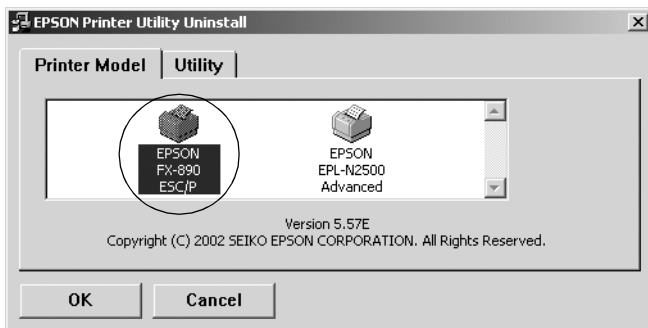 EPSON Printer Utility Uninstall
Printer Model
Utility
EPSON
FX-890
ESC/P
EPSON
EPL-N2500
Advanced
Version 5.57E
Copyright (C) 2002 SEIKO EPSON CORPORATION. All Rights Reserved.
OK
Cancel